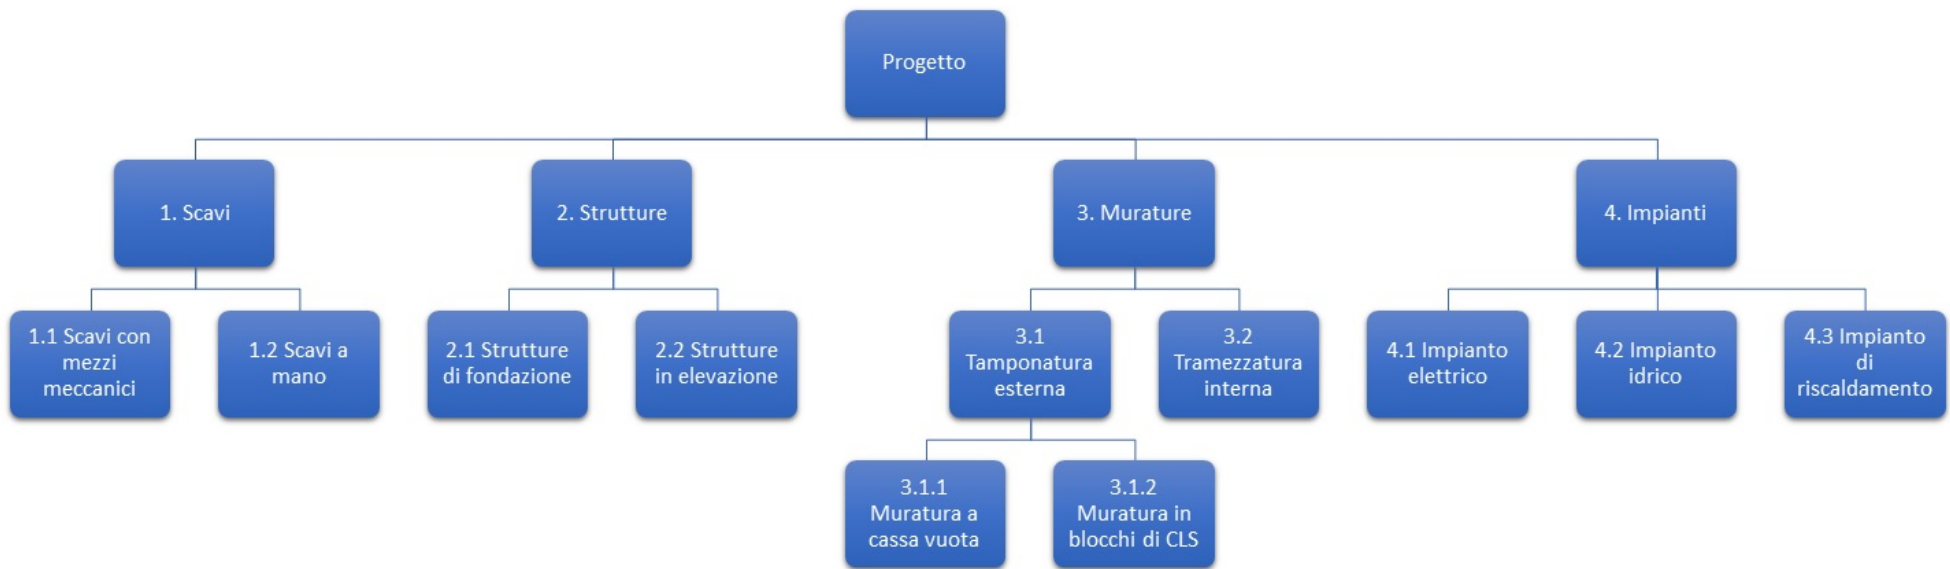 Progetto
1. Scavi
2. Strutture
3. Murature
4. Impianti
1.1 Scavi con
mezzi
meccanici
1.2 Scavi a
mano
2.1 Strutture
di fondazione
2.2 Strutture
in elevazione
3.1
Tamponatura
esterna
3.2
Tramezzatura
interna
4.1 Impianto
elettrico
4.2 Impianto
idrico
4.3 Impianto
di
riscaldamento
3.1.1
Muratura a
cassa vuota
3.1.2
Muratura in
blocchi di CLS